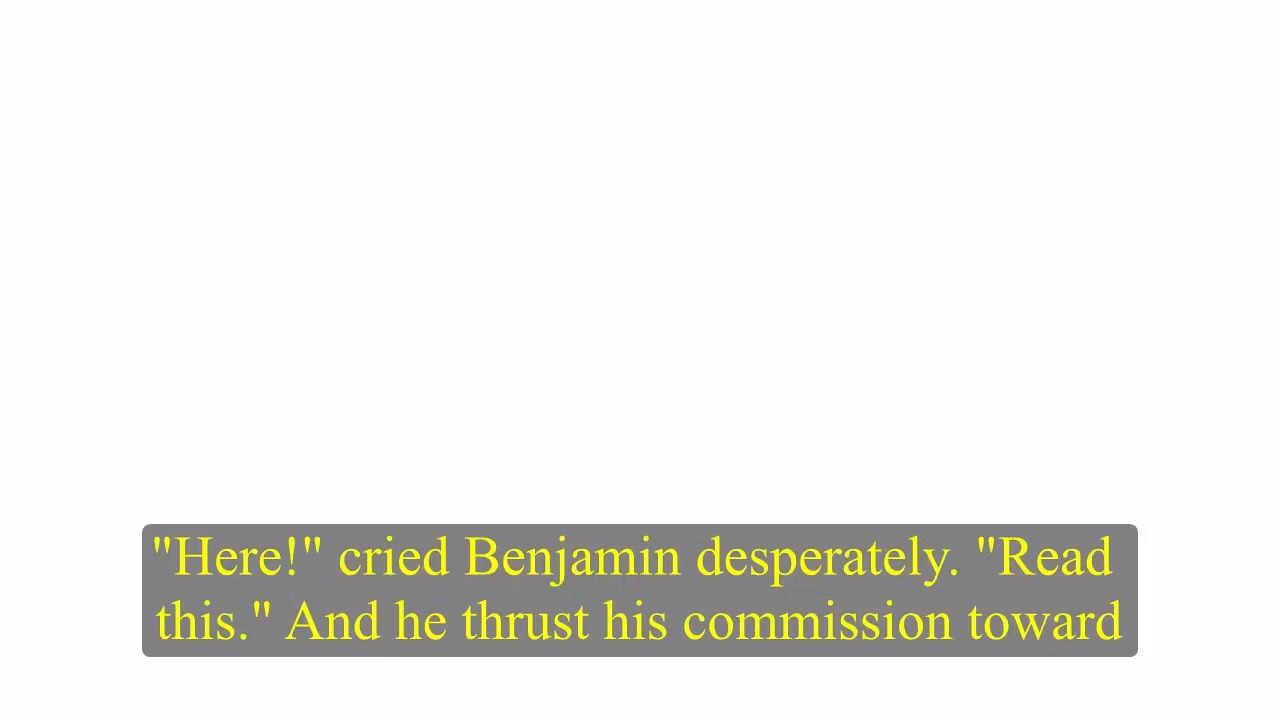 "Here!" cried Benjamin desperately. "Read
this." And he thrust his commission toward